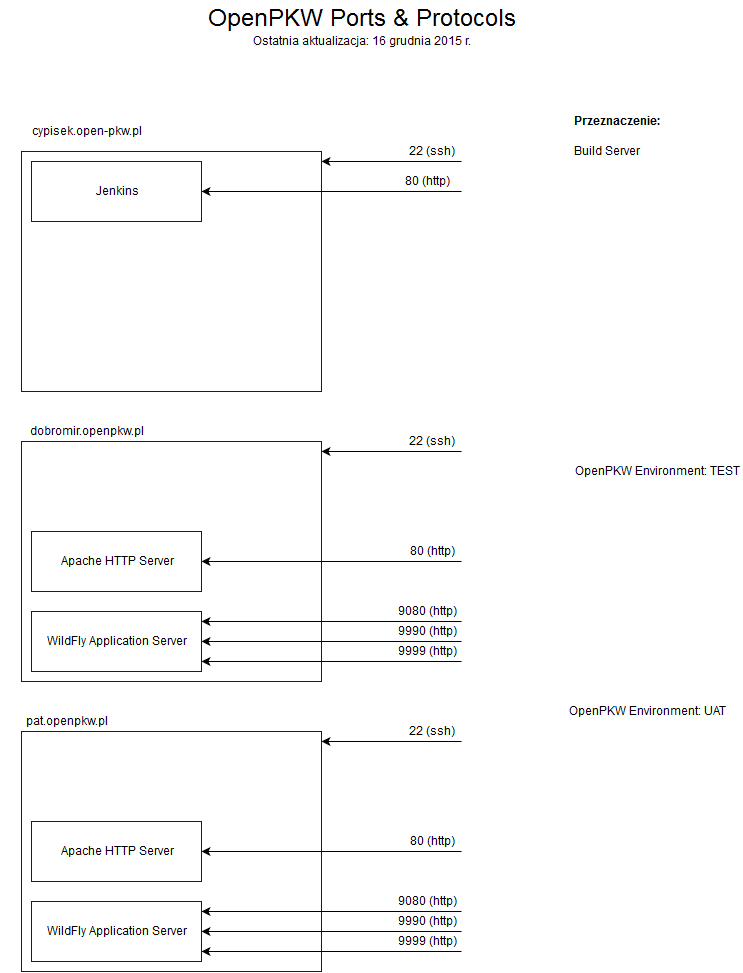 OpenPKW Ports & Protocols
Ostatnia aktualizacja: 16 grudnia 2015 r.
Przeznaczenie:
cypisek.open-pkw.pl
22 (ssh)
Build Server
80 (http)
Jenkins
dobromir.openpkw.pl
22 (ssh)
OpenPKW Environment: TEST
80 (http)
Apache HTTP Server
9080 (http)
9990 (http)
WildFly Application Server
9999 (http)
OpenPKW Environment: UAT
pat.openpkw.pl
22 (ssh)
80 (http)
Apache HTTP Server
9080 (http)
9990 (http)
WildFly Application Server
9999 (http)